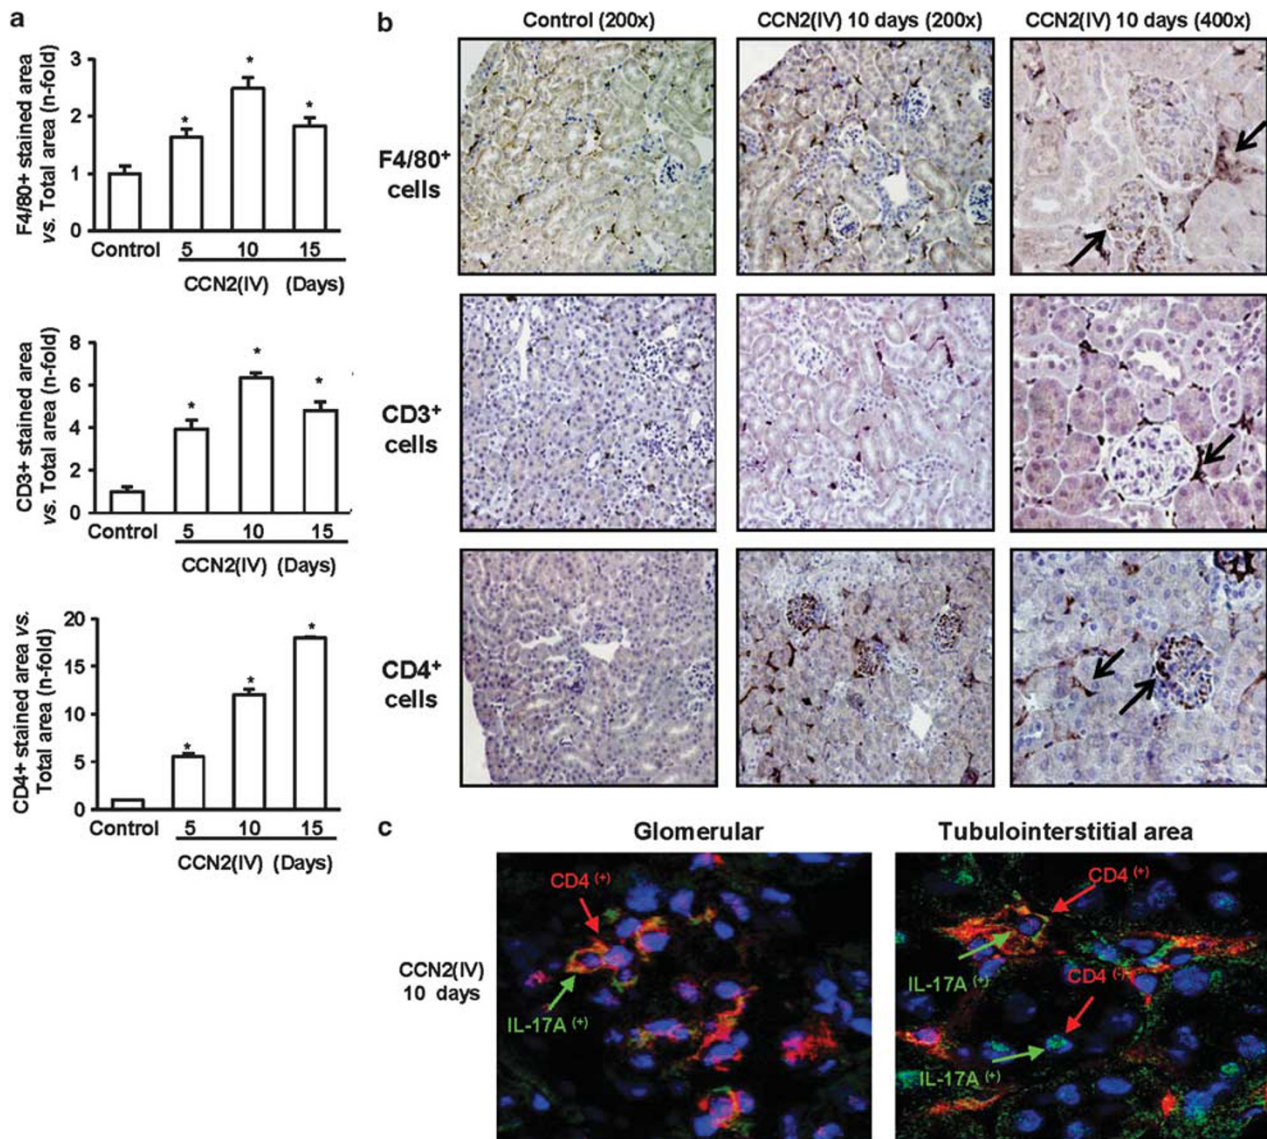 a
F4/80+ stained area
vs. Total area (n-fold)
3
2
1
0
*
*
*
Control
5
10
15
CCN2(IV) (Days)
CD3+ stained area
vs. Total area (n-fold)
8
6
4
2
0
*
*
*
Control
5
10
15
CCN2(IV) (Days)
CD4+ stained area vs.
Total area (n-fold)
20
15
10
5
0
*
*
*
Control
5
10
15
CCN2(IV) (Days)
b
Control (200x)
CCN2(IV) 10 days (200x)
CCN2(IV) 10 days (400x)
F4/80+
cells
CD3+
cells
CD4+
cells
c
Glomerular
Tubulointerstitial area
CCN2(IV)
10 days
CD4 (+)
IL-17A (+)
CD4 (+)
IL-17A (+)
CD4 (-)
IL-17A (+)